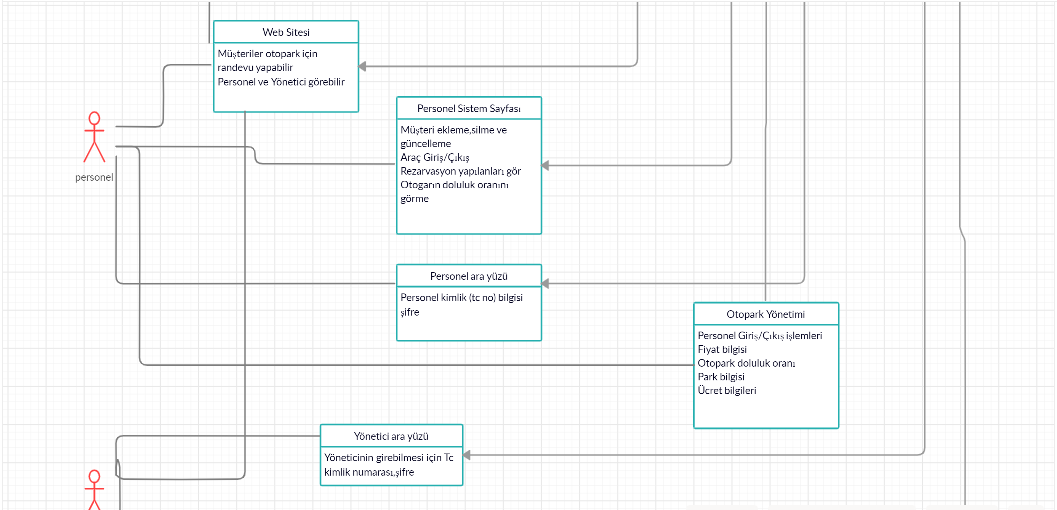 Web Sitesi
Müşteriler otopark için
randevu yapabilir
Personel ve Yönetici görebilir
personel
Personel Sistem Sayfası
Müşteri ekleme,silme ve
güncelleme
Araç Giriş/Çıkış
Rezarvasyon yapılanları gör
Otogarın doluluk oranını
görme
Personel ara yüzü
Personel kimlik (tc no) bilgisi
şifre
Otopark Yönetimi
Personel Giriş/Çıkış işlemleri
Fiyat bilgisi
Otopark doluluk oranı
Park bilgisi
Ücret bilgileri
Yönetici ara yüzü
Yöneticinin girebilmesi için Tc
kimlik numarası,şifre